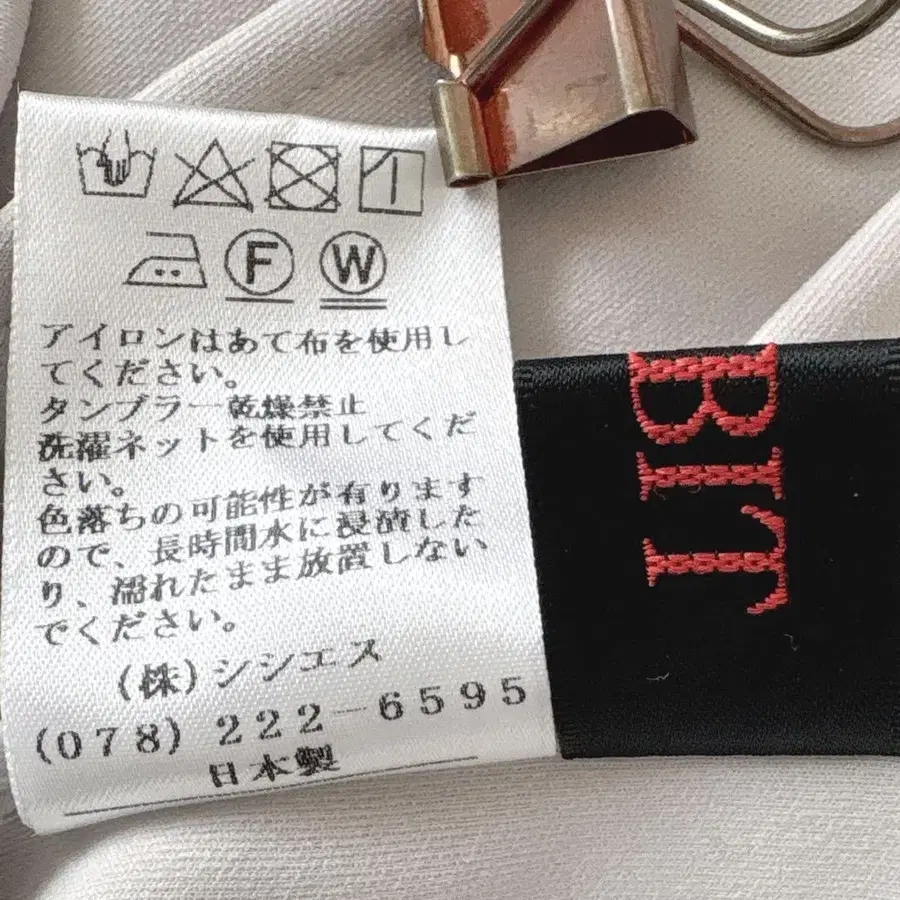 F W
アイロンはあて布を使用し
てください。
タンブラー乾燥禁止
洗濯ネットを使用してくだ
さい。
色落ちの可能性が有ります
ので、長時間水に浸漬した
り、濡れたまま放置しない
でください。
(株)シシエス
(078)222-6595
日本製
BIT